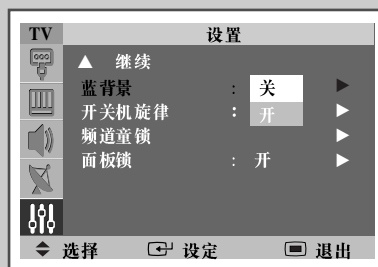 TV 设置
▲ 继续
蓝背景 : 关 ▶
开关机旋律 : 开 ▶
频道童锁 ▶
面板锁 : 开 ▶
选择 设定 退出